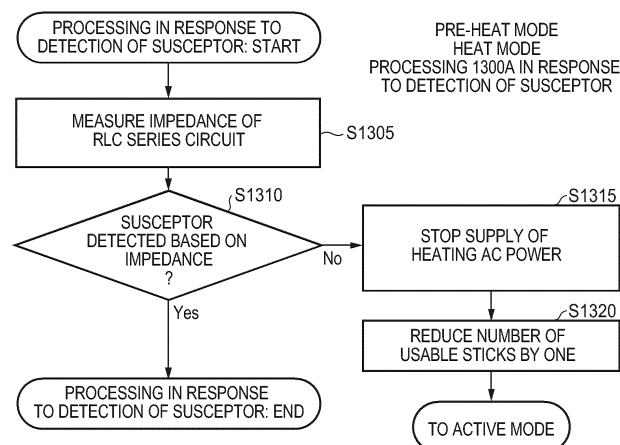 PROCESSING IN RESPONSE TO
DETECTION OF SUSCEPTOR: START
PRE-HEAT MODE
HEAT MODE
PROCESSING 1300A IN RESPONSE
TO DETECTION OF SUSCEPTOR
MEASURE IMPEDANCE OF
RLC SERIES CIRCUIT
S1305
S1310
SUSCEPTOR
DETECTED BASED ON
IMPEDANCE
?
No
Yes
S1315
STOP SUPPLY OF
HEATING AC POWER
S1320
REDUCE NUMBER OF
USABLE STICKS BY ONE
PROCESSING IN RESPONSE
TO DETECTION OF SUSCEPTOR: END
TO ACTIVE MODE